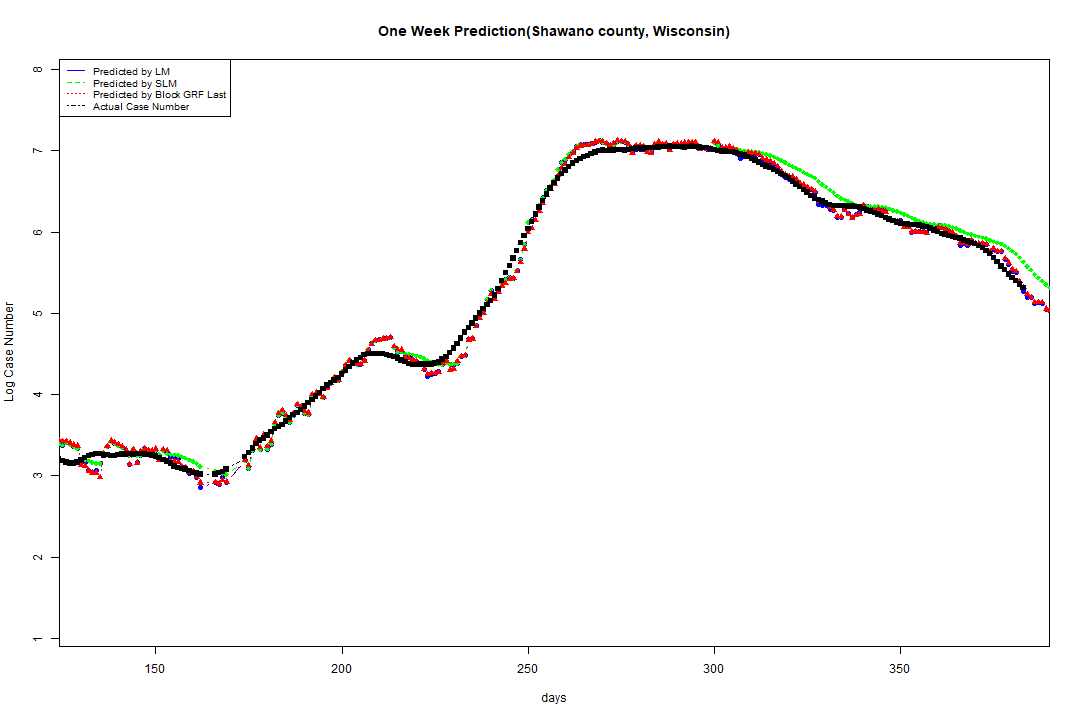 One Week Prediction(Shawano county, Wisconsin)
Predicted by LM
Predicted by SLM
Predicted by Block GRF Last
Actual Case Number
8
7
6
5
4
3
2
1
Log Case Number
150 200 250 300 350
days